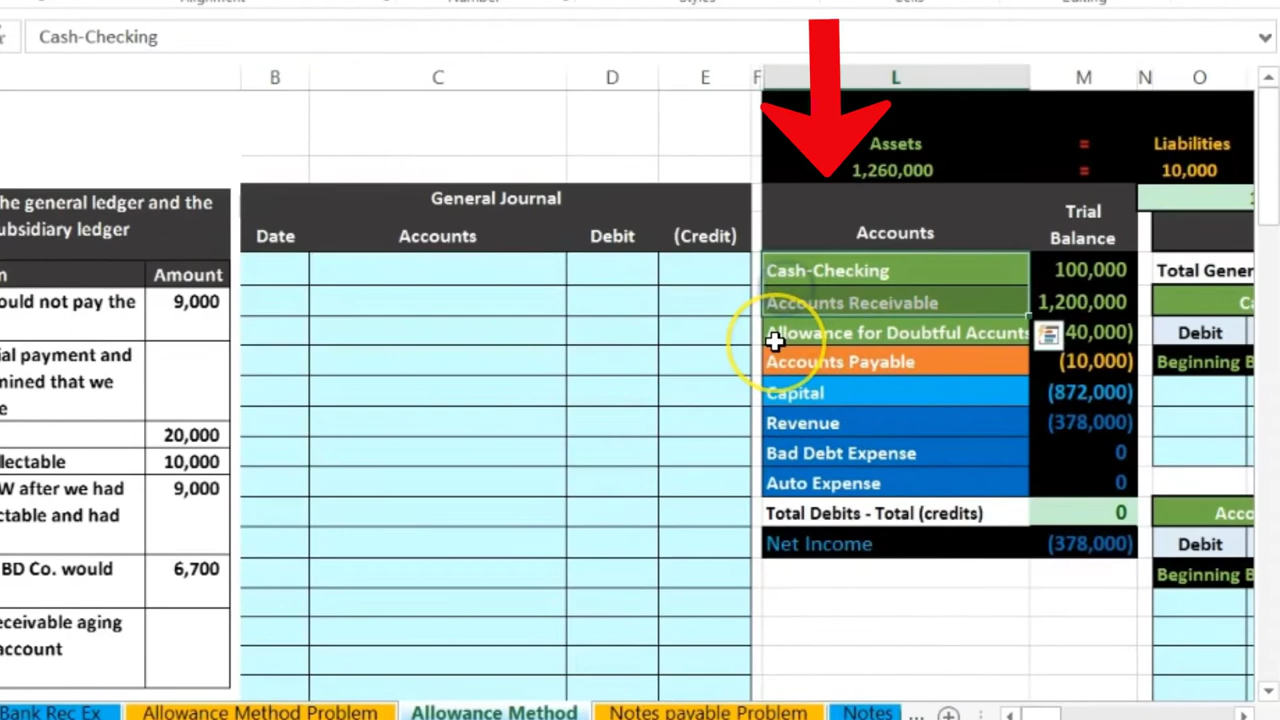 Cash-Checking
B C D E F L M N O
Assets = Liabilities
1,260,000 = 10,000
he general ledger and the
ubsidiary ledger
General Journal
Date Accounts Debit (Credit)
Accounts Trial
Balance
m Amount
ould not pay the 9,000
ial payment and
mined that we
e
20,000
lectable 10,000
W after we had 9,000
ctable and had
BD Co. would 6,700
eceivable aging
account
Cash-Checking 100,000
Accounts Receivable 1,200,000
Allowance for Doubtful Accunts 40,000)
Accounts Payable (10,000)
Capital (872,000)
Revenue (378,000)
Bad Debt Expense 0
Auto Expense 0
Total Debits - Total (credits) 0
Net Income (378,000)
Total Gener
Ca
Debit
Beginning B
Acco
Debit
Beginning B
Bank Rec Ex Allowance Method Problem Allowance Method Notes payable Problem Notes ...